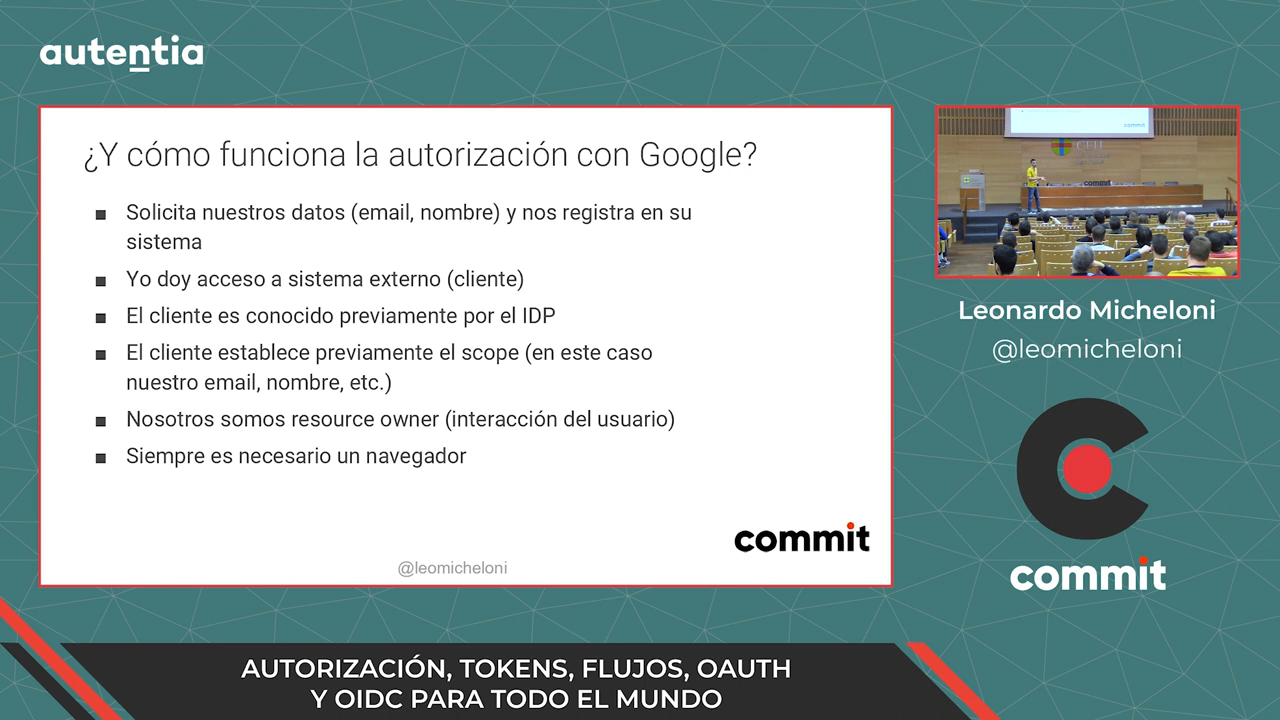 autentia
¿Y cómo funciona la autorización con Google?
■ Solicita nuestros datos (email, nombre) y nos registra en su
sistema
■ Yo doy acceso a sistema externo (cliente)
■ El cliente es conocido previamente por el IDP
■ El cliente establece previamente el scope (en este caso
nuestro email, nombre, etc.)
■ Nosotros somos resource owner (interacción del usuario)
■ Siempre es necesario un navegador
commit
@leomicheloni
commit
CEU
commit
Leonardo Micheloni
@leomicheloni
commit
AUTORIZACIÓN, TOKENS, FLUJOS, OAUTH
Y OIDC PARA TODO EL MUNDO